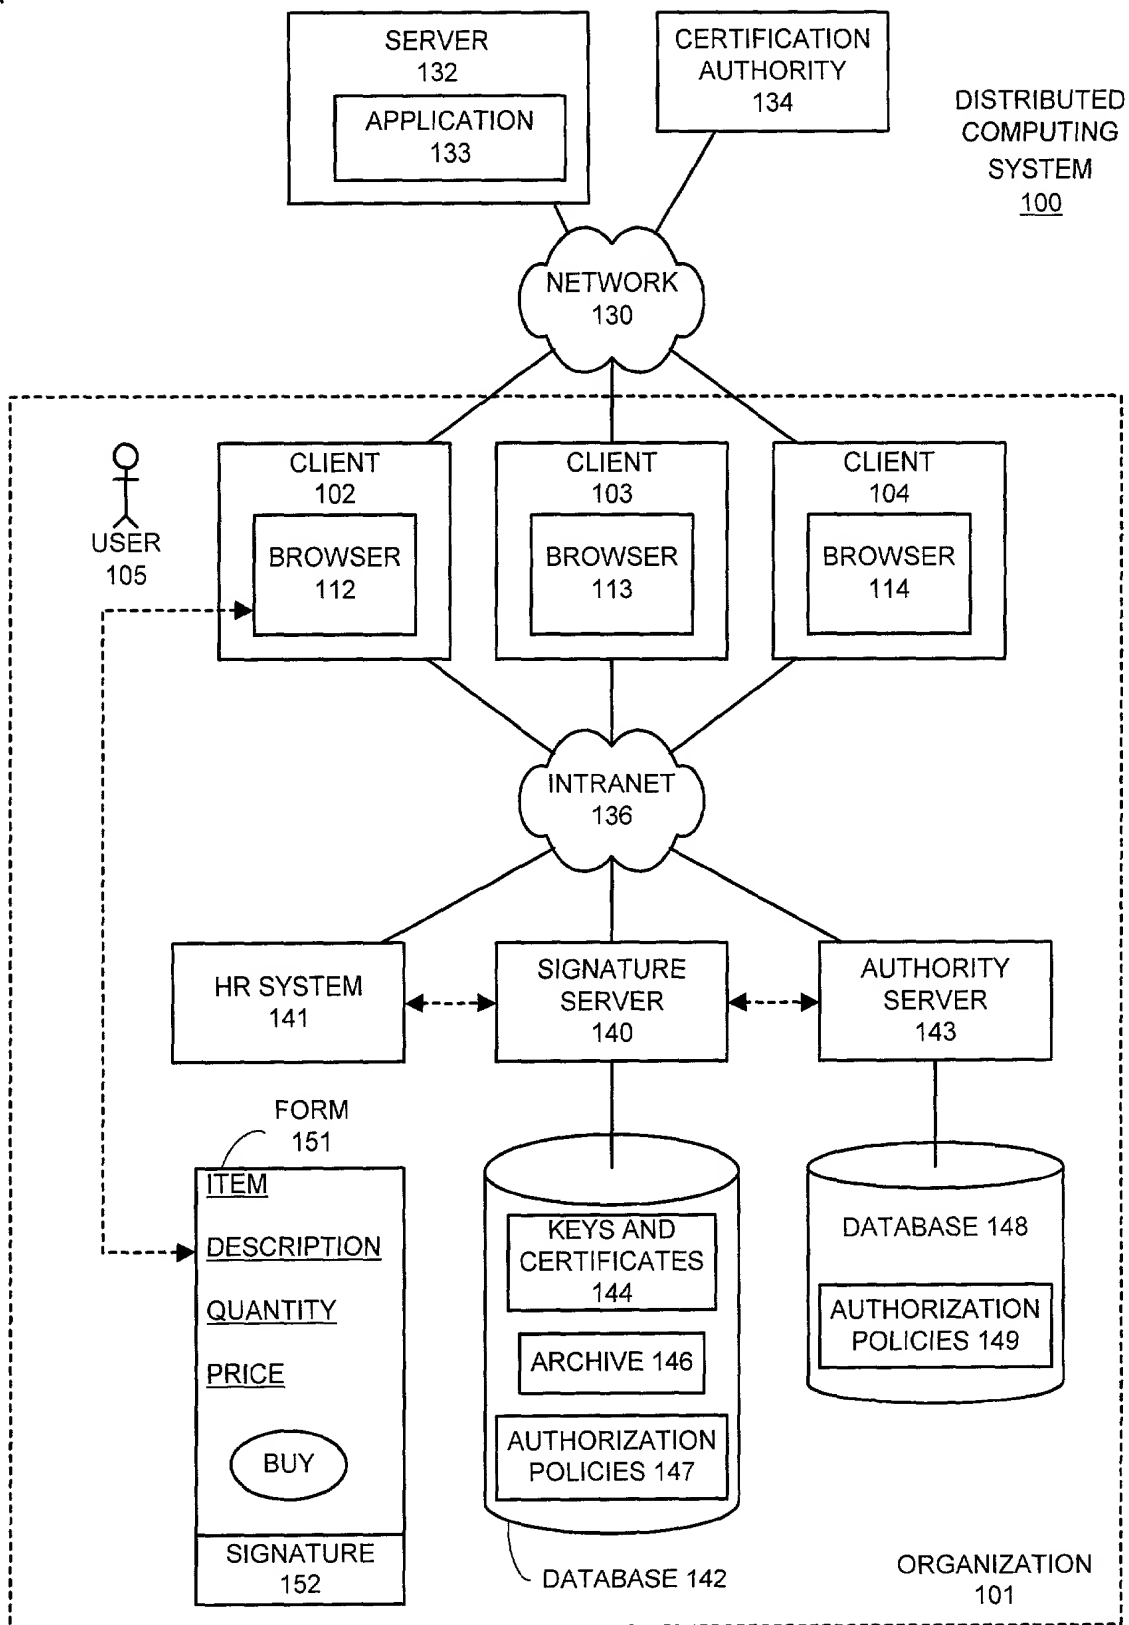 SERVER
132
APPLICATION
133
CERTIFICATION
AUTHORITY
134
DISTRIBUTED
COMPUTING
SYSTEM
100
NETWORK
130
USER
105
CLIENT
102
BROWSER
112
CLIENT
103
BROWSER
113
CLIENT
104
BROWSER
114
INTRANET
136
HR SYSTEM
141
SIGNATURE
SERVER
140
AUTHORITY
SERVER
143
FORM
151
ITEM
DESCRIPTION
QUANTITY
PRICE
BUY
SIGNATURE
152
KEYS AND
CERTIFICATES
144
ARCHIVE 146
AUTHORIZATION
POLICIES 147
DATABASE 142
DATABASE 148
AUTHORIZATION
POLICIES 149
ORGANIZATION
101